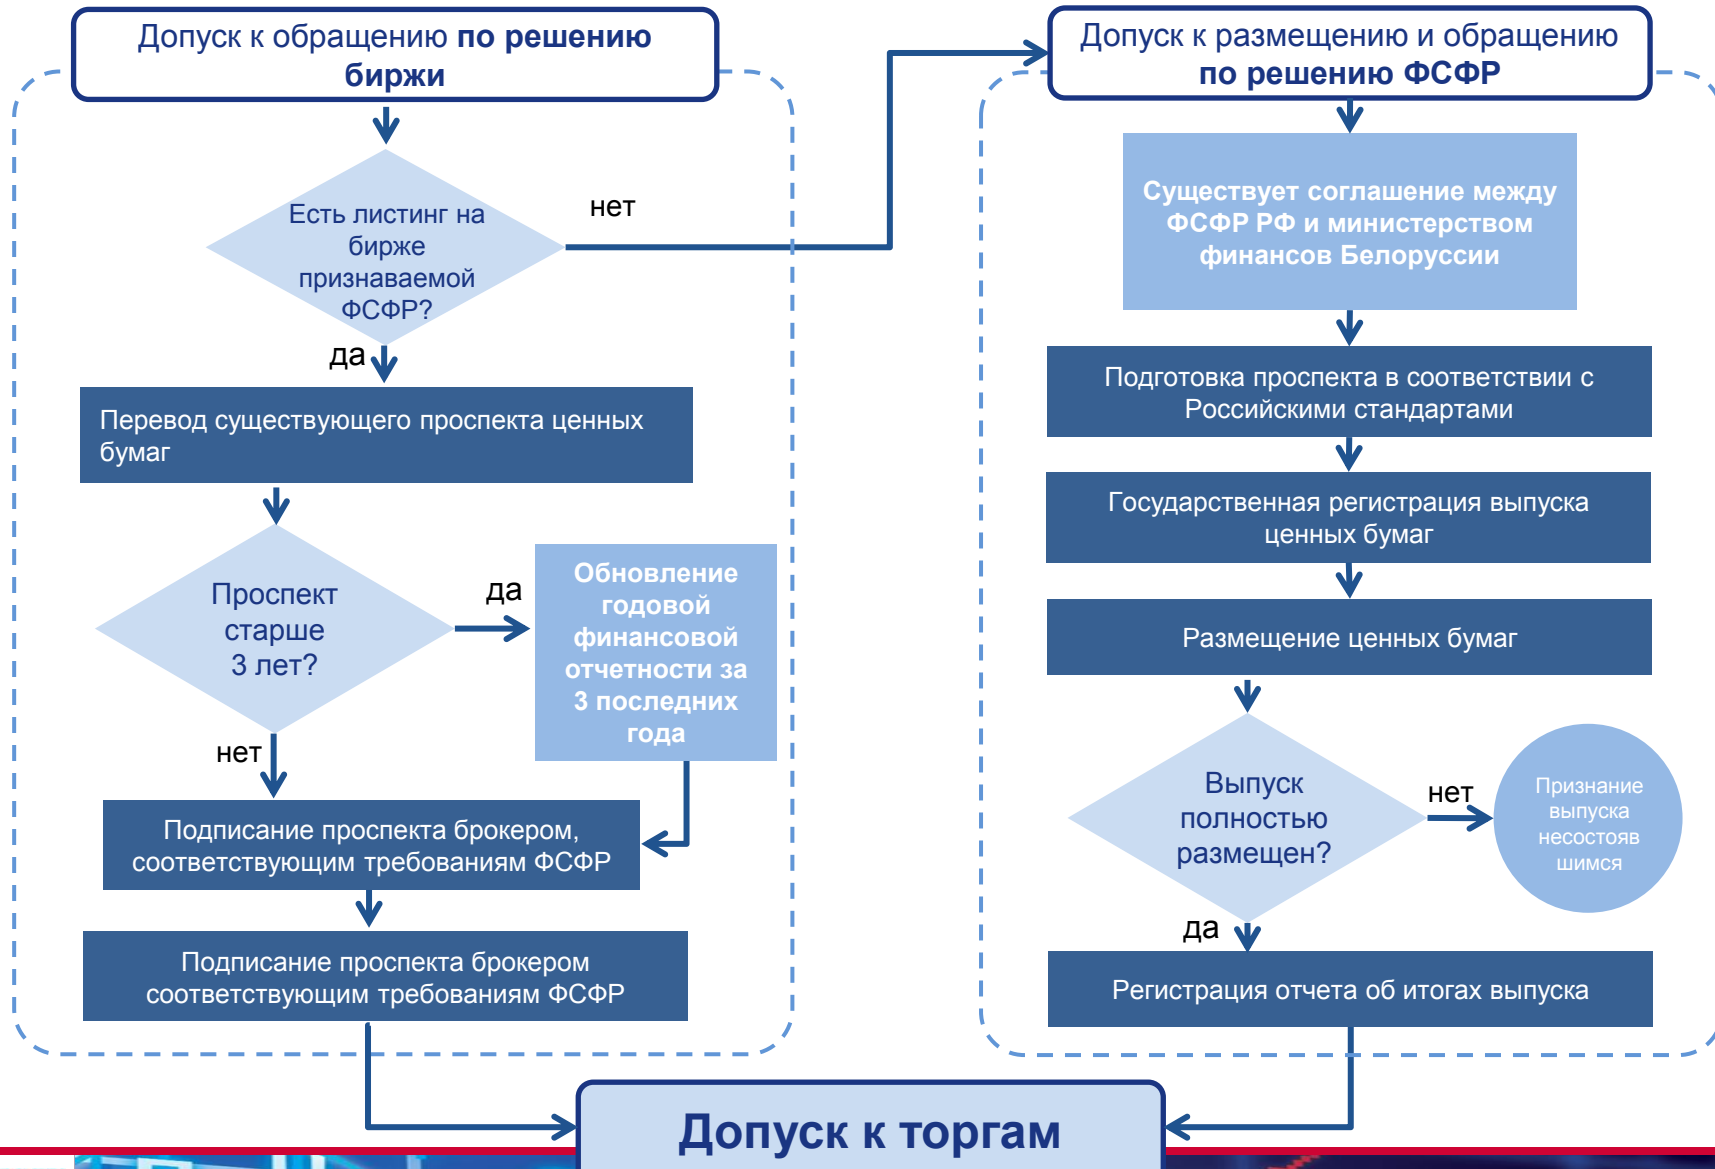 Допуск к обращению по решению
биржи
Есть листинг на
бирже
признаваемой
ФСФР?
нет
да
Перевод существующего проспекта ценных
бумаг
Проспект
старше
3 лет?
да
Обновление
годовой
финансовой
отчетности за
3 последних
года
нет
Подписание проспекта брокером,
соответствующим требованиям ФСФР
Подписание проспекта брокером
соответствующим требованиям ФСФР
Допуск к размещению и обращению
по решению ФСФР
Существует соглашение между
ФСФР РФ и министерством
финансов Белоруссии
Подготовка проспекта в соответствии с
Российскими стандартами
Государственная регистрация выпуска
ценных бумаг
Размещение ценных бумаг
Выпуск
полностью
размещен?
нет
Признание
выпуска
несостояв
шимся
да
Регистрация отчета об итогах выпуска
Допуск к торгам